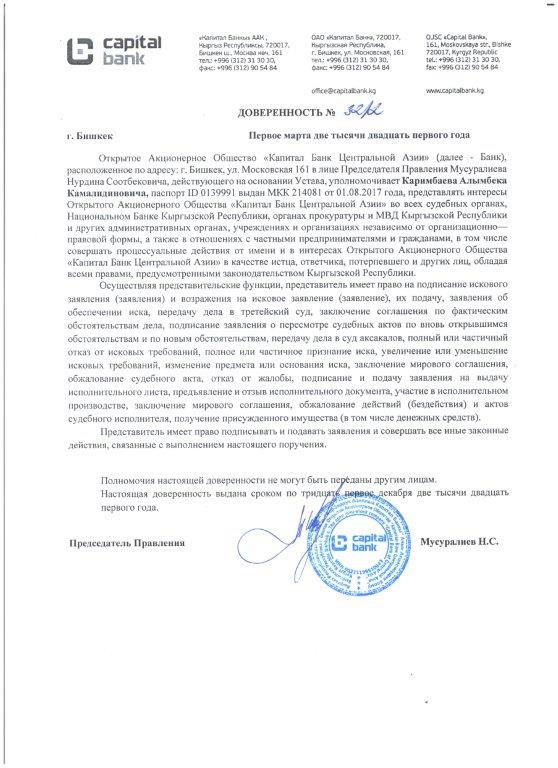 capital
bank
«Капитал Банкы» ААК ,
Кыргыз Республикасы, 720017,
Бишкек ш., Москва көч. 161
тел.: +996 (312) 31 30 30,
факс: +996 (312) 90 54 84
ОАО «Капитал Банк», 720017,
Кыргызская Республика,
г. Бишкек, ул. Московская, 161
тел.: +996 (312) 31 30 30,
факс: +996 (312) 90 54 84
office@capitalbank.kg
OJSC «Capital Bank»,
161, Moskovskaya str., Bishke
720017, Kyrgyz Republic
tel.: +996 (312) 31 30 30,
fax: +996 (312) 90 54 84
www.capitalbank.kg
ДОВЕРЕННОСТЬ №
г. Бишкек Первое марта две тысячи двадцать первого года
Открытое Акционерное Общество «Капитал Банк Центральной Азии» (далее - Банк),
расположенное по адресу: г. Бишкек, ул. Московская 161 в лице Председателя Правления Мусуралиева
Нурдина Соотбековича, действующего на основании Устава, уполномочивает Каримбаева Алымбека
Камалидиновича, паспорт ID 0139991 выдан МКК 214081 от 01.08.2017 года, представлять интересы
Открытого Акционерного Общества «Капитал Банк Центральной Азии» во всех судебных органах,
Национальном Банке Кыргызской Республики, органах прокуратуры и МВД Кыргызской Республики
и других административных органах, учреждениях и организациях независимо от организационно—
правовой формы, а также в отношениях с частными предпринимателями и гражданами, в том числе
совершать процессуальные действия от имени и в интересах Открытого Акционерного Общества
«Капитал Банк Центральной Азии» в качестве истца, ответчика, потерпевшего и других лиц, обладая
всеми правами, предусмотренными законодательством Кыргызской Республики.
Осуществляя представительские функции, представитель имеет право на подписание искового
заявления (заявления) и возражения на исковое заявление (заявление), их подачу, заявления об
обеспечении иска, передачу дела в третейский суд, заключение соглашения по фактическим
обстоятельствам дела, подписание заявления о пересмотре судебных актов по вновь открывшимся
обстоятельствам и по новым обстоятельствам, передачу дела в суд аксакалов, полный или частичный
отказ от исковых требований, полное или частичное признание иска, увеличение или уменьшение
исковых требований, изменение предмета или основания иска, заключение мирового соглашения,
обжалование судебного акта, отказ от жалобы, подписание и подачу заявления на выдачу
исполнительного листа, предъявление и отзыв исполнительного документа, участие в исполнительном
производстве, заключение мирового соглашения, обжалование действий (бездействия) и актов
судебного исполнителя, получение присужденного имущества (в том числе денежных средств).
Представитель имеет право подписывать и подавать заявления и совершать все иные законные
действия, связанные с выполнением настоящего поручения.
Полномочия настоящей доверенности не могут быть переданы другим лицам.
Настоящая доверенность выдана сроком по тридцать первое декабря две тысячи двадцать
первого года.
Председатель Правления Мусуралиев Н.С.
capital
bank